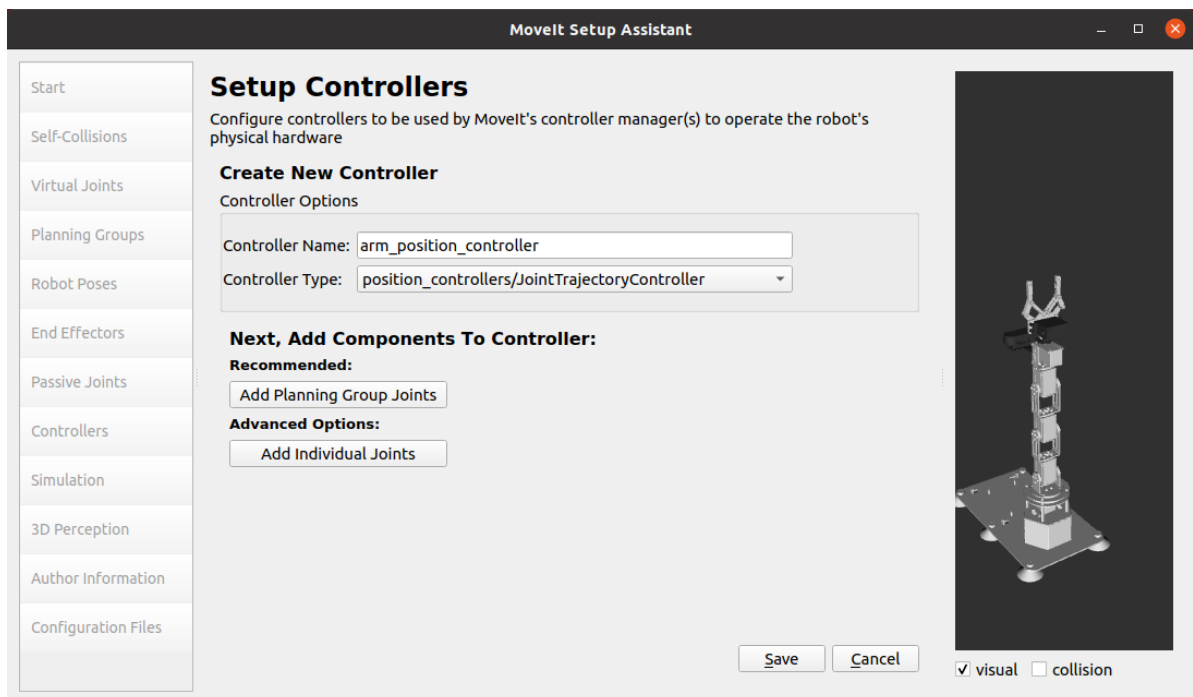 MoveIt Setup Assistant
Start
Self-Collisions
Virtual Joints
Planning Groups
Robot Poses
End Effectors
Passive Joints
Controllers
Simulation
3D Perception
Author Information
Configuration Files
Setup Controllers
Configure controllers to be used by MoveIt's controller manager(s) to operate the robot's
physical hardware
Create New Controller
Controller Options
Controller Name: arm_position_controller
Controller Type: position_controllers/JointTrajectoryController
Next, Add Components To Controller:
Recommended:
Add Planning Group Joints
Advanced Options:
Add Individual Joints
Save Cancel
visual collision